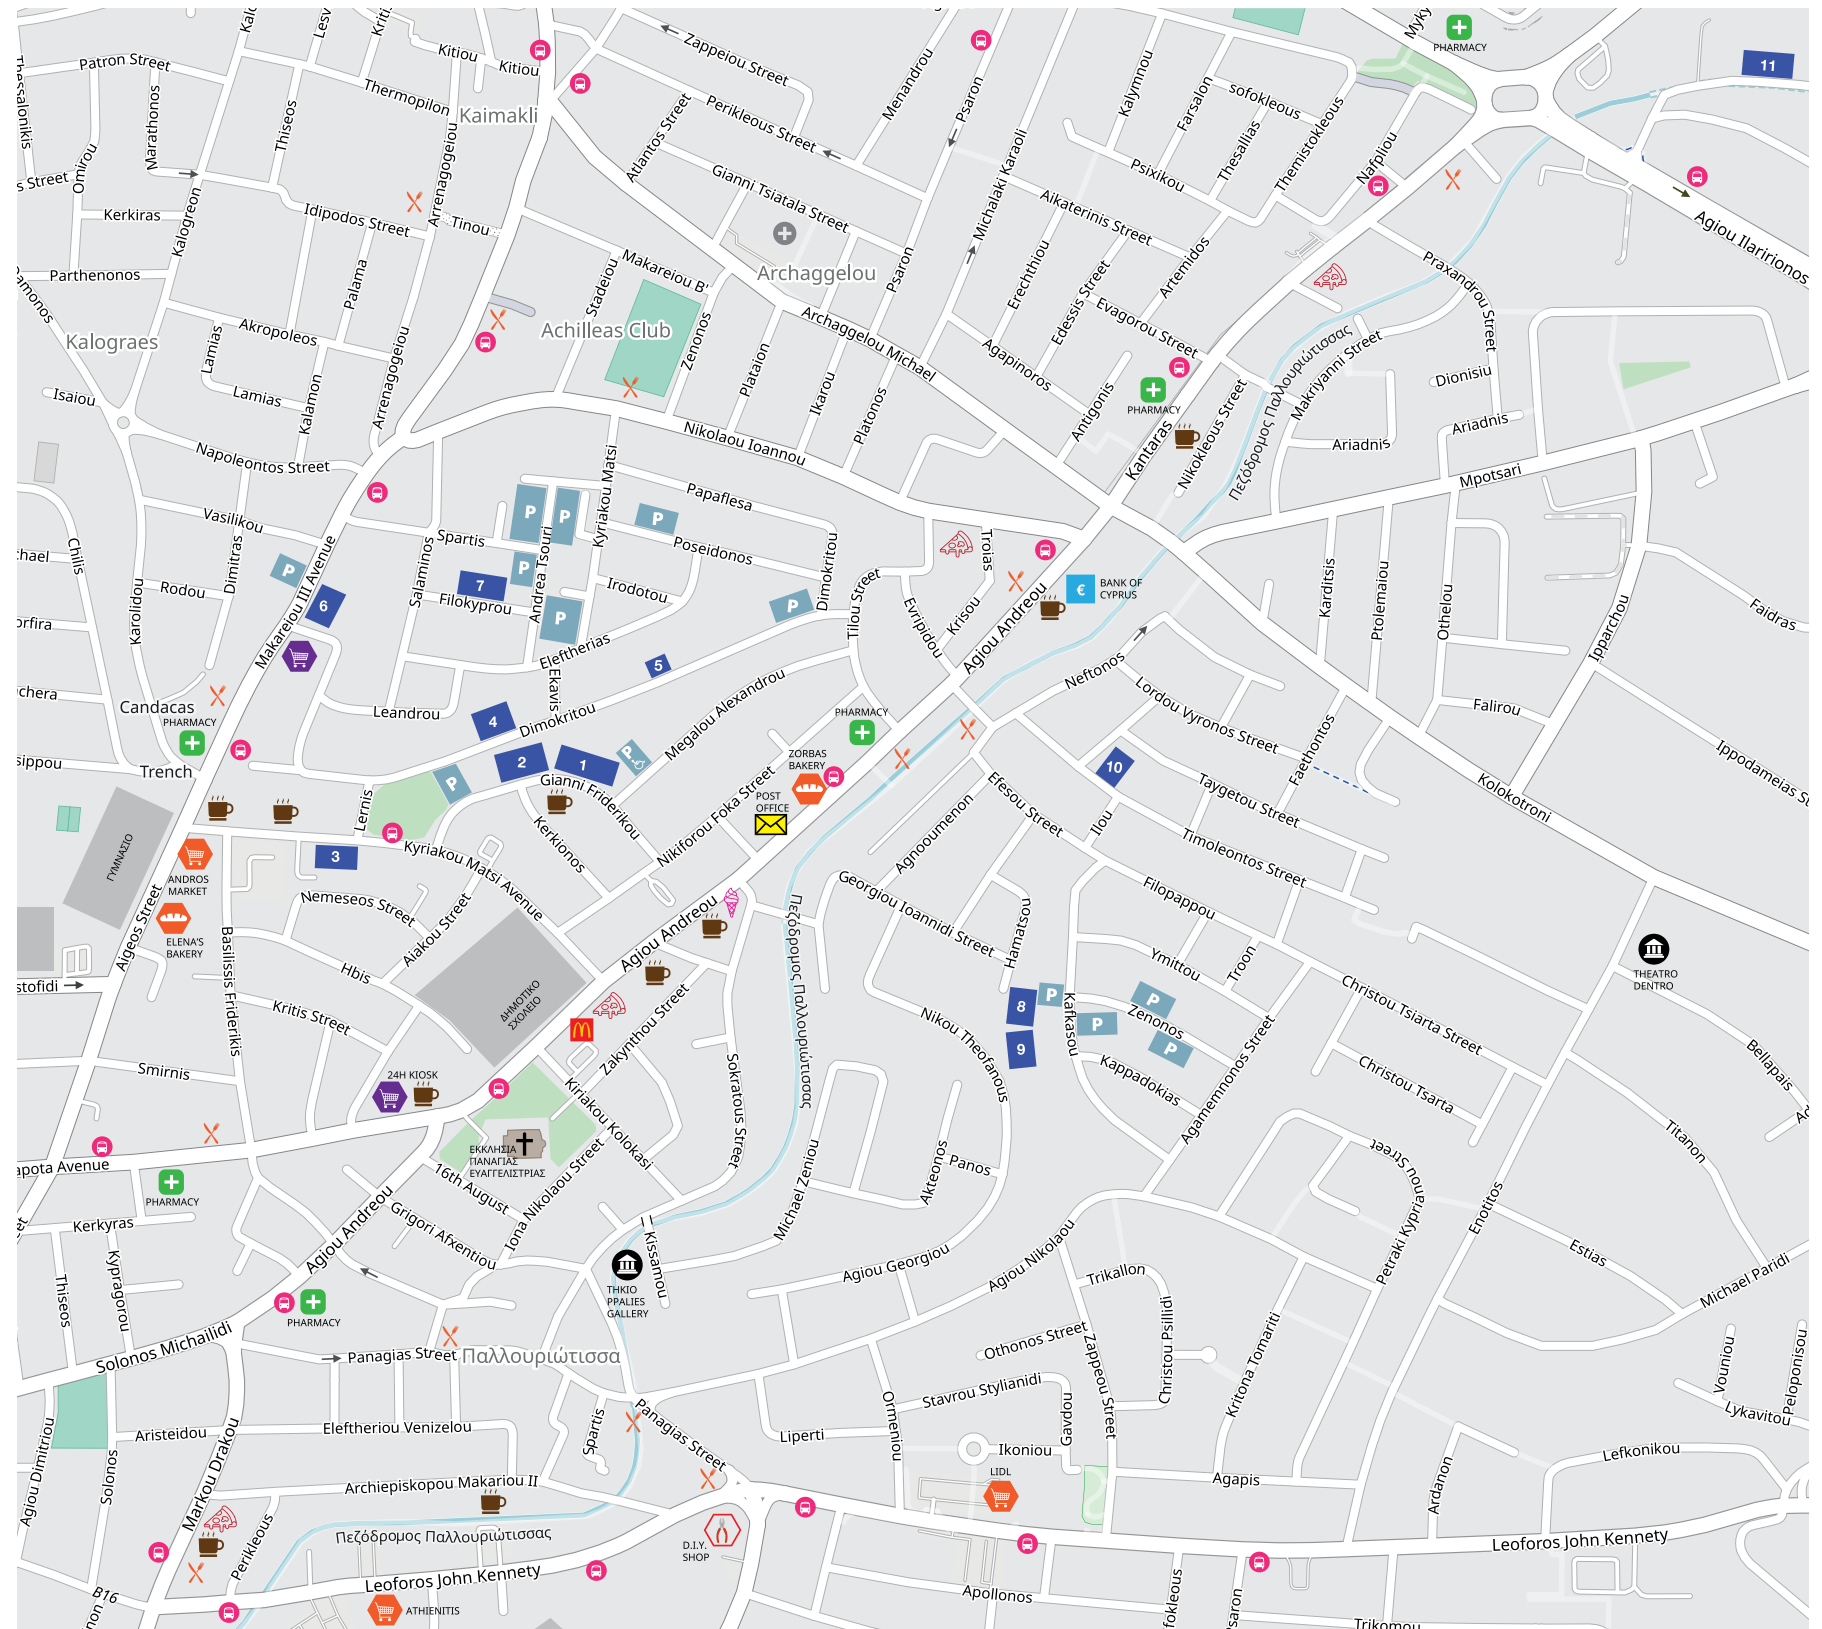 Kitiou
Kitiou
Zappeiou Street
Menandrou
Psaron
PHARMACY
11
Patron Street
Thermopilon
Kaimakli
Perikleous Street
Atlantos Street
Kalymnou
Farsalon
sofokleous
Thessalonikis
Marathonos
Thiseos
Arrenagogeiou
Michalaki Karaoli
Thesallias
Themistokleous
Nafpliou
Psixikou
Omirou
s Street
Gianni Tsiatala Street
Aikaterinis Street
Agiou Ilaririonos
Kerkiras
Kalogreon
Idipodos Street
Tinou
Makareiou B'
Archaggelou
Psaron
Erechthiou
Edessis Street
Artemidos
Praxandrou Street
Parthenonos
Palama
Stadeiou
Achilleas Club
Zenonos
Evagorou Street
Akropoleos
Lamias
Kalograes
Arrenagogeiou
Archaggelou Michael
Agapinoros
Plataion
Ikarou
Platonos
Antigonis
PHARMACY
Nikokleous Street
Kantaras
Πεζόδρομος Παλλουριώτισσας
Makriyanni Street
Dionisiu
Ariadnis
Ariadnis
Isaiou
Lamias
Kalamon
Napoleontos Street
Nikolaou Ioannou
Mpotsari
Vasilikou
Chilis
Dimitras
Karolidou
Rodou
Makareiou III Avenue
P
6
Spartis
Salaminos
7
Filokyprou
P
P
P
P
Andrea Tsouri
Kyriakou Matsi
Papaflesa
P
Poseidonos
Irodotou
Dimokritou
P
Eleftherias
Ekavis
Tilou Street
Evripidou
Krisou
Troias
Agiou Andreou
BANK OF
CYPRUS
Karditsis
Ptolemaiou
Othelou
Ipparchou
Faidras
5
Leandrou
4
Dimokritou
Megalou Alexandrou
Neftonos
Lordou Vyronos Street
Falirou
Ippodameias St
Candacas
PHARMACY
Trench
PHARMACY
2
1
P
P
Gianni Friderikou
ZORBAS
BAKERY
POST
OFFICE
Nikiforou Foka Street
10
Faethontos
Taygetou Street
Kolokotroni
Lernis
3
Kyriakou Matsi Avenue
Kerkionos
Efesou Street
Agnooumenon
Ilou
Timoleontos Street
ΓΥΜΝΑΣΙΟ
ANDROS
MARKET
ELENA'S
BAKERY
Nemeseos Street
Aiakou Street
Georgiou Ioannidi Street
Hamatsou
Filopappou
Aigeos Street
Basilissis Friderikis
Hbis
Agiou Andreou
Πεζόδρομος Παλλουριώτισσας
Ymittou
Troon
THEATRO
DENTRO
stofidi
Kritis Street
ΔΗΜΟΤΙΚΟ
ΣΧΟΛΕΙΟ
Zakynthou Street
8
9
P
P
P
P
Kafkasou
Zenonos
Christou Tsiarta Street
Nikou Theofanous
Sokratous Street
Kappadokias
Agamemnonos Street
Christou Tsarta
Bellapais
Smirnis
24H KIOSK
Kiriakou Kolokasi
Titanon
apota Avenue
PHARMACY
ΕΚΚΛΗΣΙΑ
ΠΑΝΑΓΙΑΣ
ΕΥΑΓΓΕΛΙΣΤΡΙΑΣ
16th August
Iona Nikolaou Street
Michael Zeniou
Akteonos
Panos
nou Street
Petraki Kypria
Enotitos
Kerkyras
Kypragorou
Thiseos
Agiou Andreou
Grigori Afxentiou
Kissamou
THKIO
PPALIES
GALLERY
Agiou Georgiou
Agiou Nikolaou
Trikallon
Estias
Michael Paridi
PHARMACY
Solonos Michailidi
Panagias Street
Παλλουριώτισσα
Othonos Street
Zappeou Street
Christou Psillidi
Kritona Tomariti
Vouniou
Peloponisou
Lykavitou
Stavrou Stylianidi
Gavdou
Agiou Dimitriou
Solonos
Aristeidou
Eleftheriou Venizelou
Spartis
Panagias Street
Liperti
Ormeniou
Ikoniou
LIDL
Agapis
Ardanon
Lefkonikou
Markou Drakou
Archiepiskopou Makariou II
Πεζόδρομος Παλλουριώτισσας
Perikleous
D.I.Y.
SHOP
Leoforos John Kennety
Leoforos John Kennety
B16
ATHIENITIS
Apollonos
Trikomou